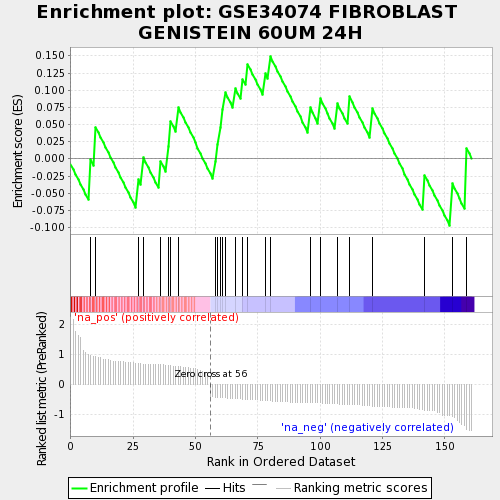 Enrichment plot: GSE34074 FIBROBLAST
GENISTEIN 60UM 24H
Enrichment score (ES)
0.150
0.125
0.100
0.075
0.050
0.025
0.000
-0.025
-0.050
-0.075
-0.100
'na_pos' (positively correlated)
Ranked list metric (PreRanked)
2
1
0
-1
Zero cross at 56
'na_neg' (negatively correlated)
0
25
50
75
100
125
150
Rank in Ordered Dataset
Enrichment profile
Hits
Ranking metric scores